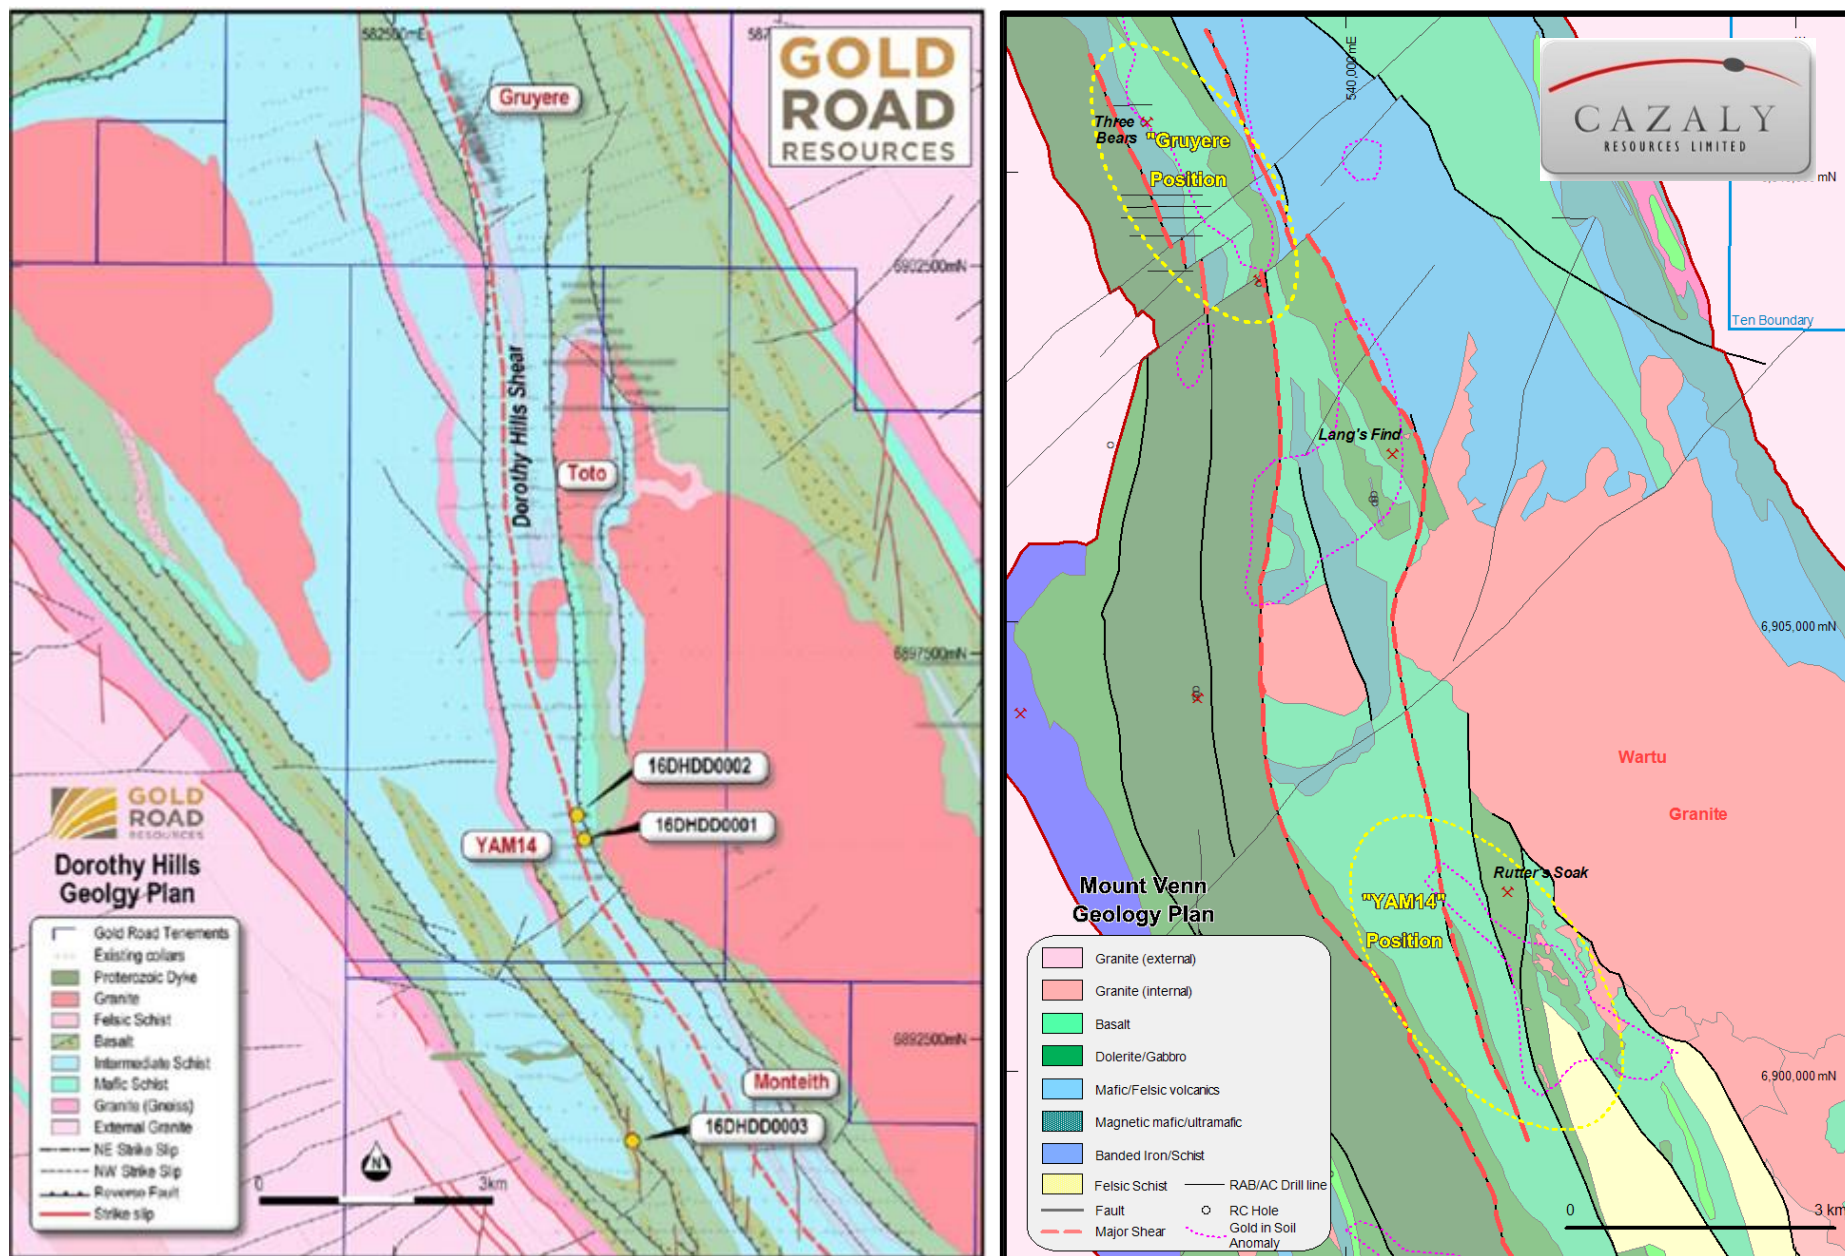 582500mE
GOLD
ROAD
RESOURCES
Gruyere
6902500mN
Dorothy Hills Shear
Toto
6897500mN
16DHDD0002
16DHDD0001
YAM14
GOLD
ROAD
RESOURCES
Dorothy Hills
Geolgy Plan
Gold Road Tenements
Existing collars
Proterozoic Dyke
Granite
Felsic Schist
Basalt
Intermediate Schist
Mafic Schist
Granite (Gneiss)
External Granite
NE Strike Slip
NW Strike Slip
Reverse Fault
Strike slip
N
0 3km
6892500mN
Monteith
16DHDD0003
540,000 mE
CAZALY
RESOURCES LIMITED
Three
Bears
"Gruyere
Position
Ten Boundary
Lang's Find
6,905,000 mN
Wartu
Granite
Rutter's Soak
"YAM14"
Position
6,900,000 mN
Mount Venn
Geology Plan
Granite (external)
Granite (internal)
Basalt
Dolerite/Gabbro
Mafic/Felsic volcanics
Magnetic mafic/ultramafic
Banded Iron/Schist
Felsic Schist
RAB/AC Drill line
Fault
RC Hole
Major Shear
Gold in Soil
Anomaly
0 3 km